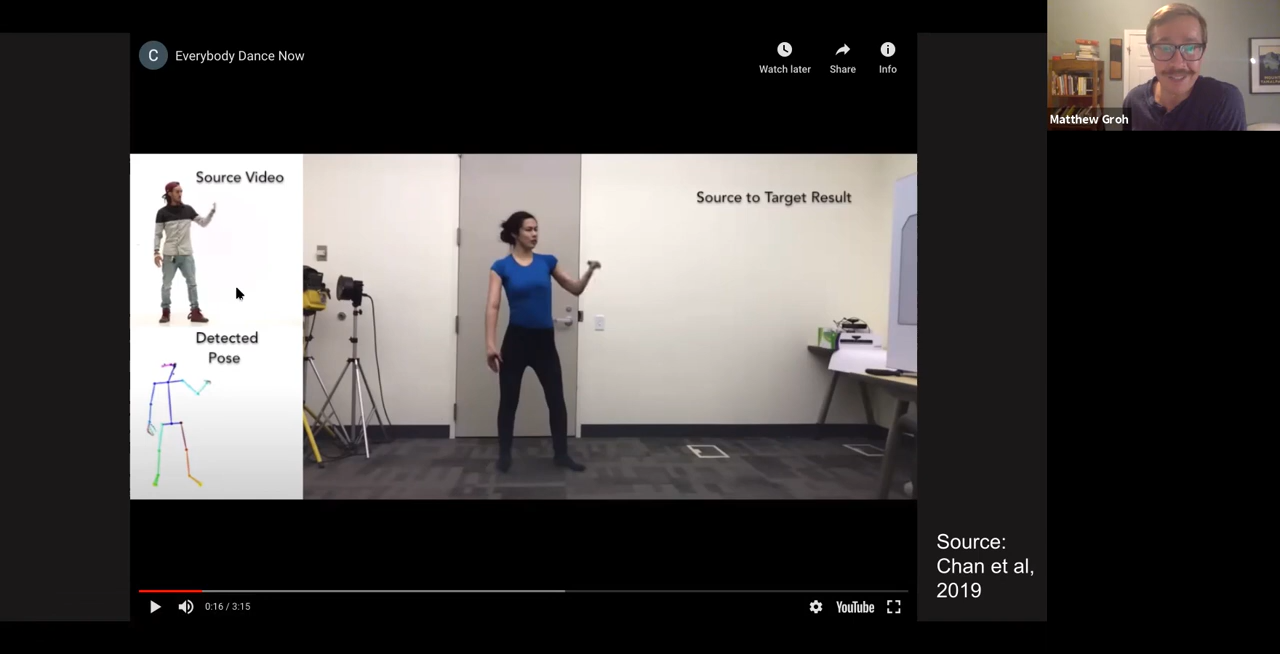 C
Everybody Dance Now
Watch later
Share
Info
Matthew Groh
Source Video
Source to Target Result
Detected
Pose
Source:
Chan et al,
2019
0:16 / 3:15
YouTube